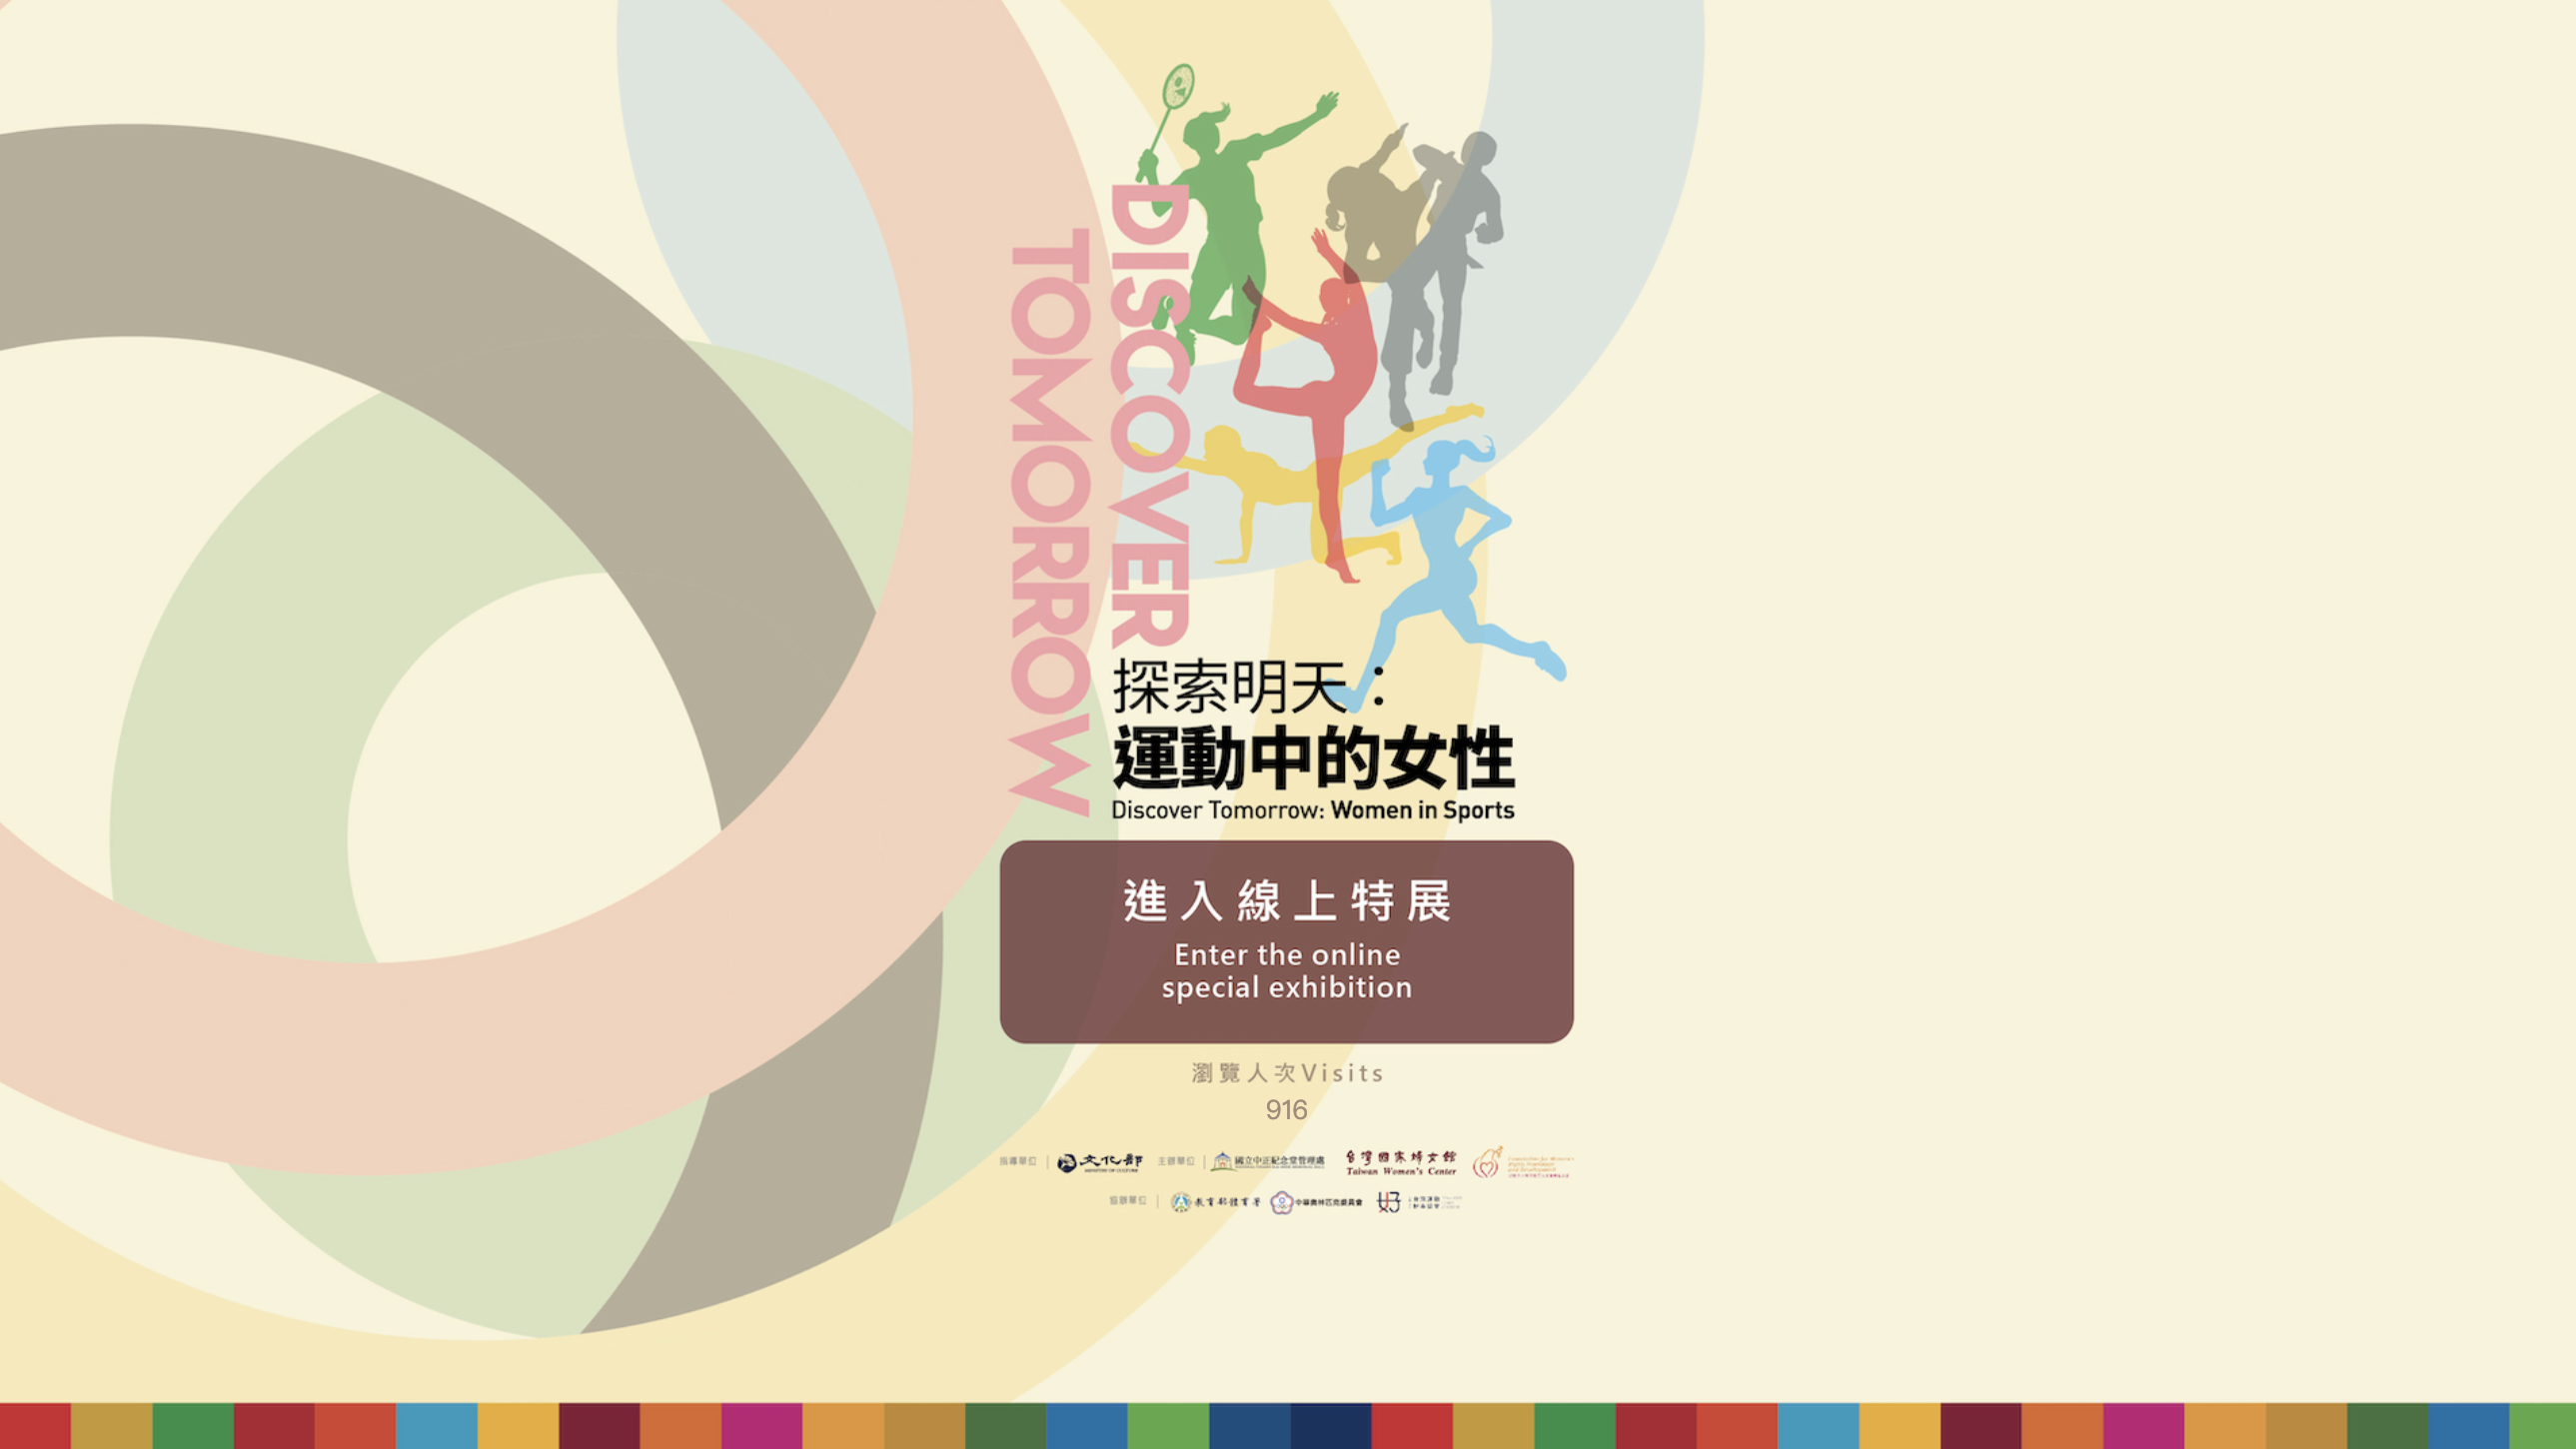 DISCOVER
TOMORROW
探索明天：
運動中的女性
Discover Tomorrow: Women in Sports
進入線上特展
Enter the online
special exhibition
瀏覽人次Visits
916
指導單位 文化部 MINISTRY OF CULTURE 主辦單位 國立中正紀念堂管理處 台灣國家婦女館 Taiwan Women's Center
協辦單位 教育部體育署 中華奧林匹克委員會